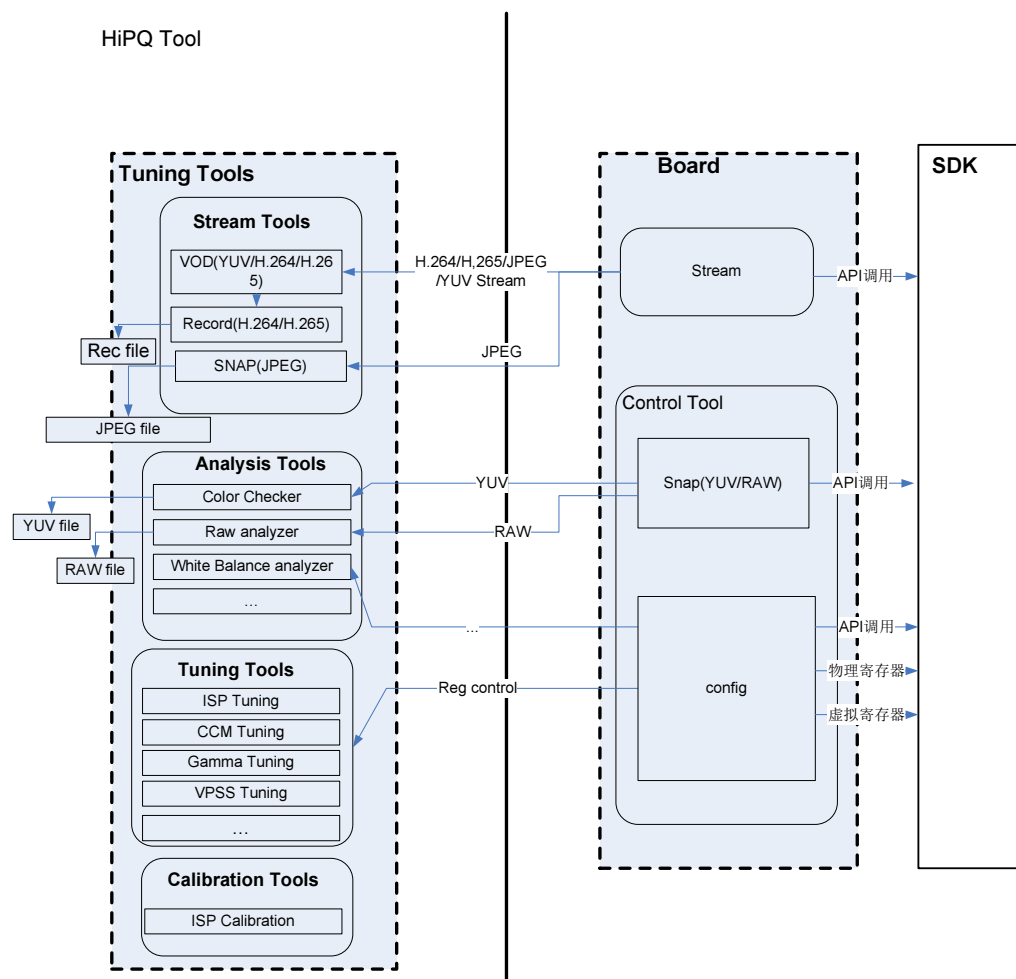 HiPQ Tool
Tuning Tools
Stream Tools
VOD(YUV/H.264/H.26
5)
Record(H.264/H.265)
Rec file
SNAP(JPEG)
JPEG file
Analysis Tools
Color Checker
YUV file
Raw analyzer
RAW file
White Balance analyzer
...
Tuning Tools
ISP Tuning
CCM Tuning
Gamma Tuning
VPSS Tuning
...
Calibration Tools
ISP Calibration
H.264/H,265/JPEG
/YUV Stream
JPEG
YUV
RAW
...
Reg control
Board
Stream
Control Tool
Snap(YUV/RAW)
config
API调用
API调用
API调用
物理寄存器
虚拟寄存器
SDK